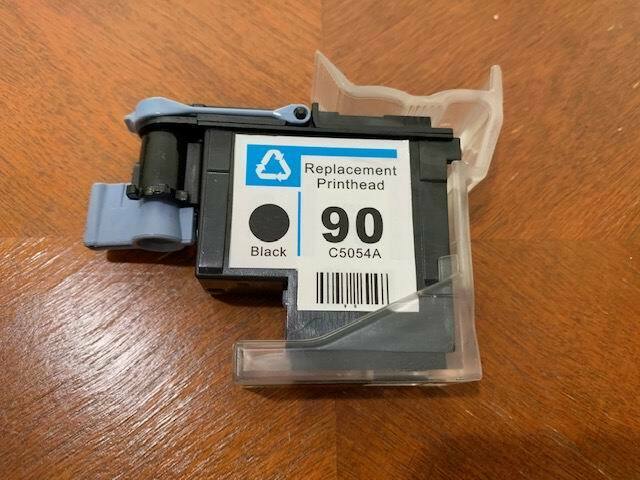 Replacement
Printhead
90
Black
C5054A